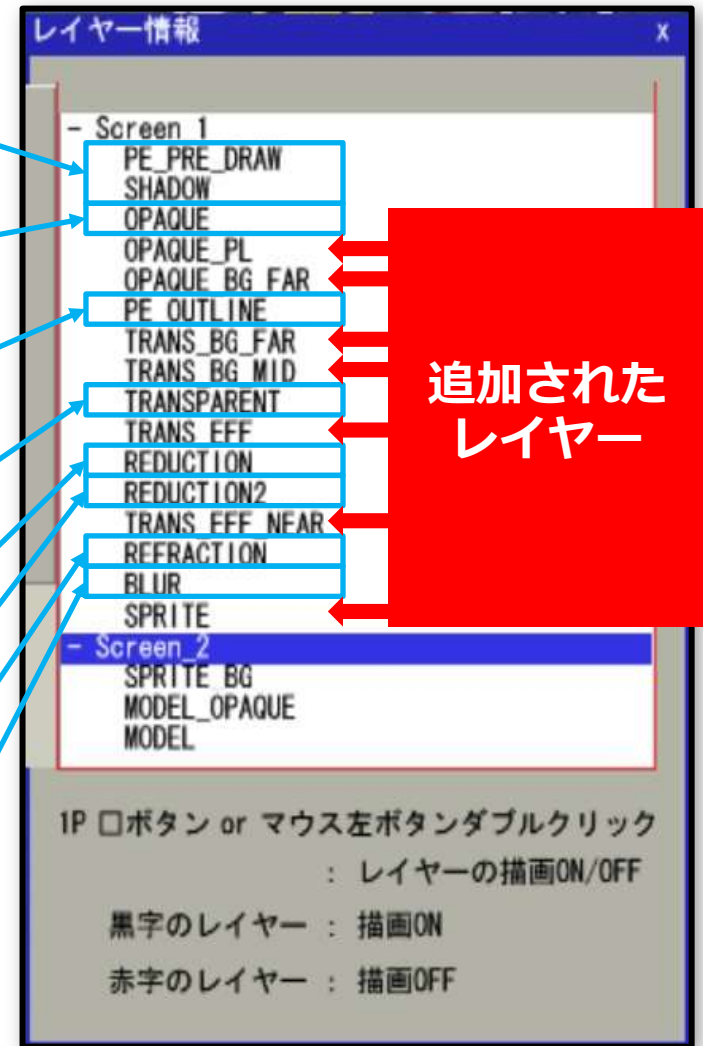 レイヤー情報 x
- Screen_1
PE_PRE_DRAW
SHADOW
OPAQUE
OPAQUE_PL
OPAQUE_BG_FAR
PE_OUTLINE
TRANS_BG_FAR
TRANS_BG_MID
TRANSPARENT
TRANS_EFF
REDUCTION
REDUCTION2
TRANS_EFF_NEAR
REFRACTION
BLUR
SPRITE
- Screen_2
SPRITE_BG
MODEL_OPAQUE
MODEL
追加された
レイヤー
1P □ボタン or マウス左ボタンダブルクリック
: レイヤーの描画ON/OFF
黒字のレイヤー : 描画ON
赤字のレイヤー : 描画OFF